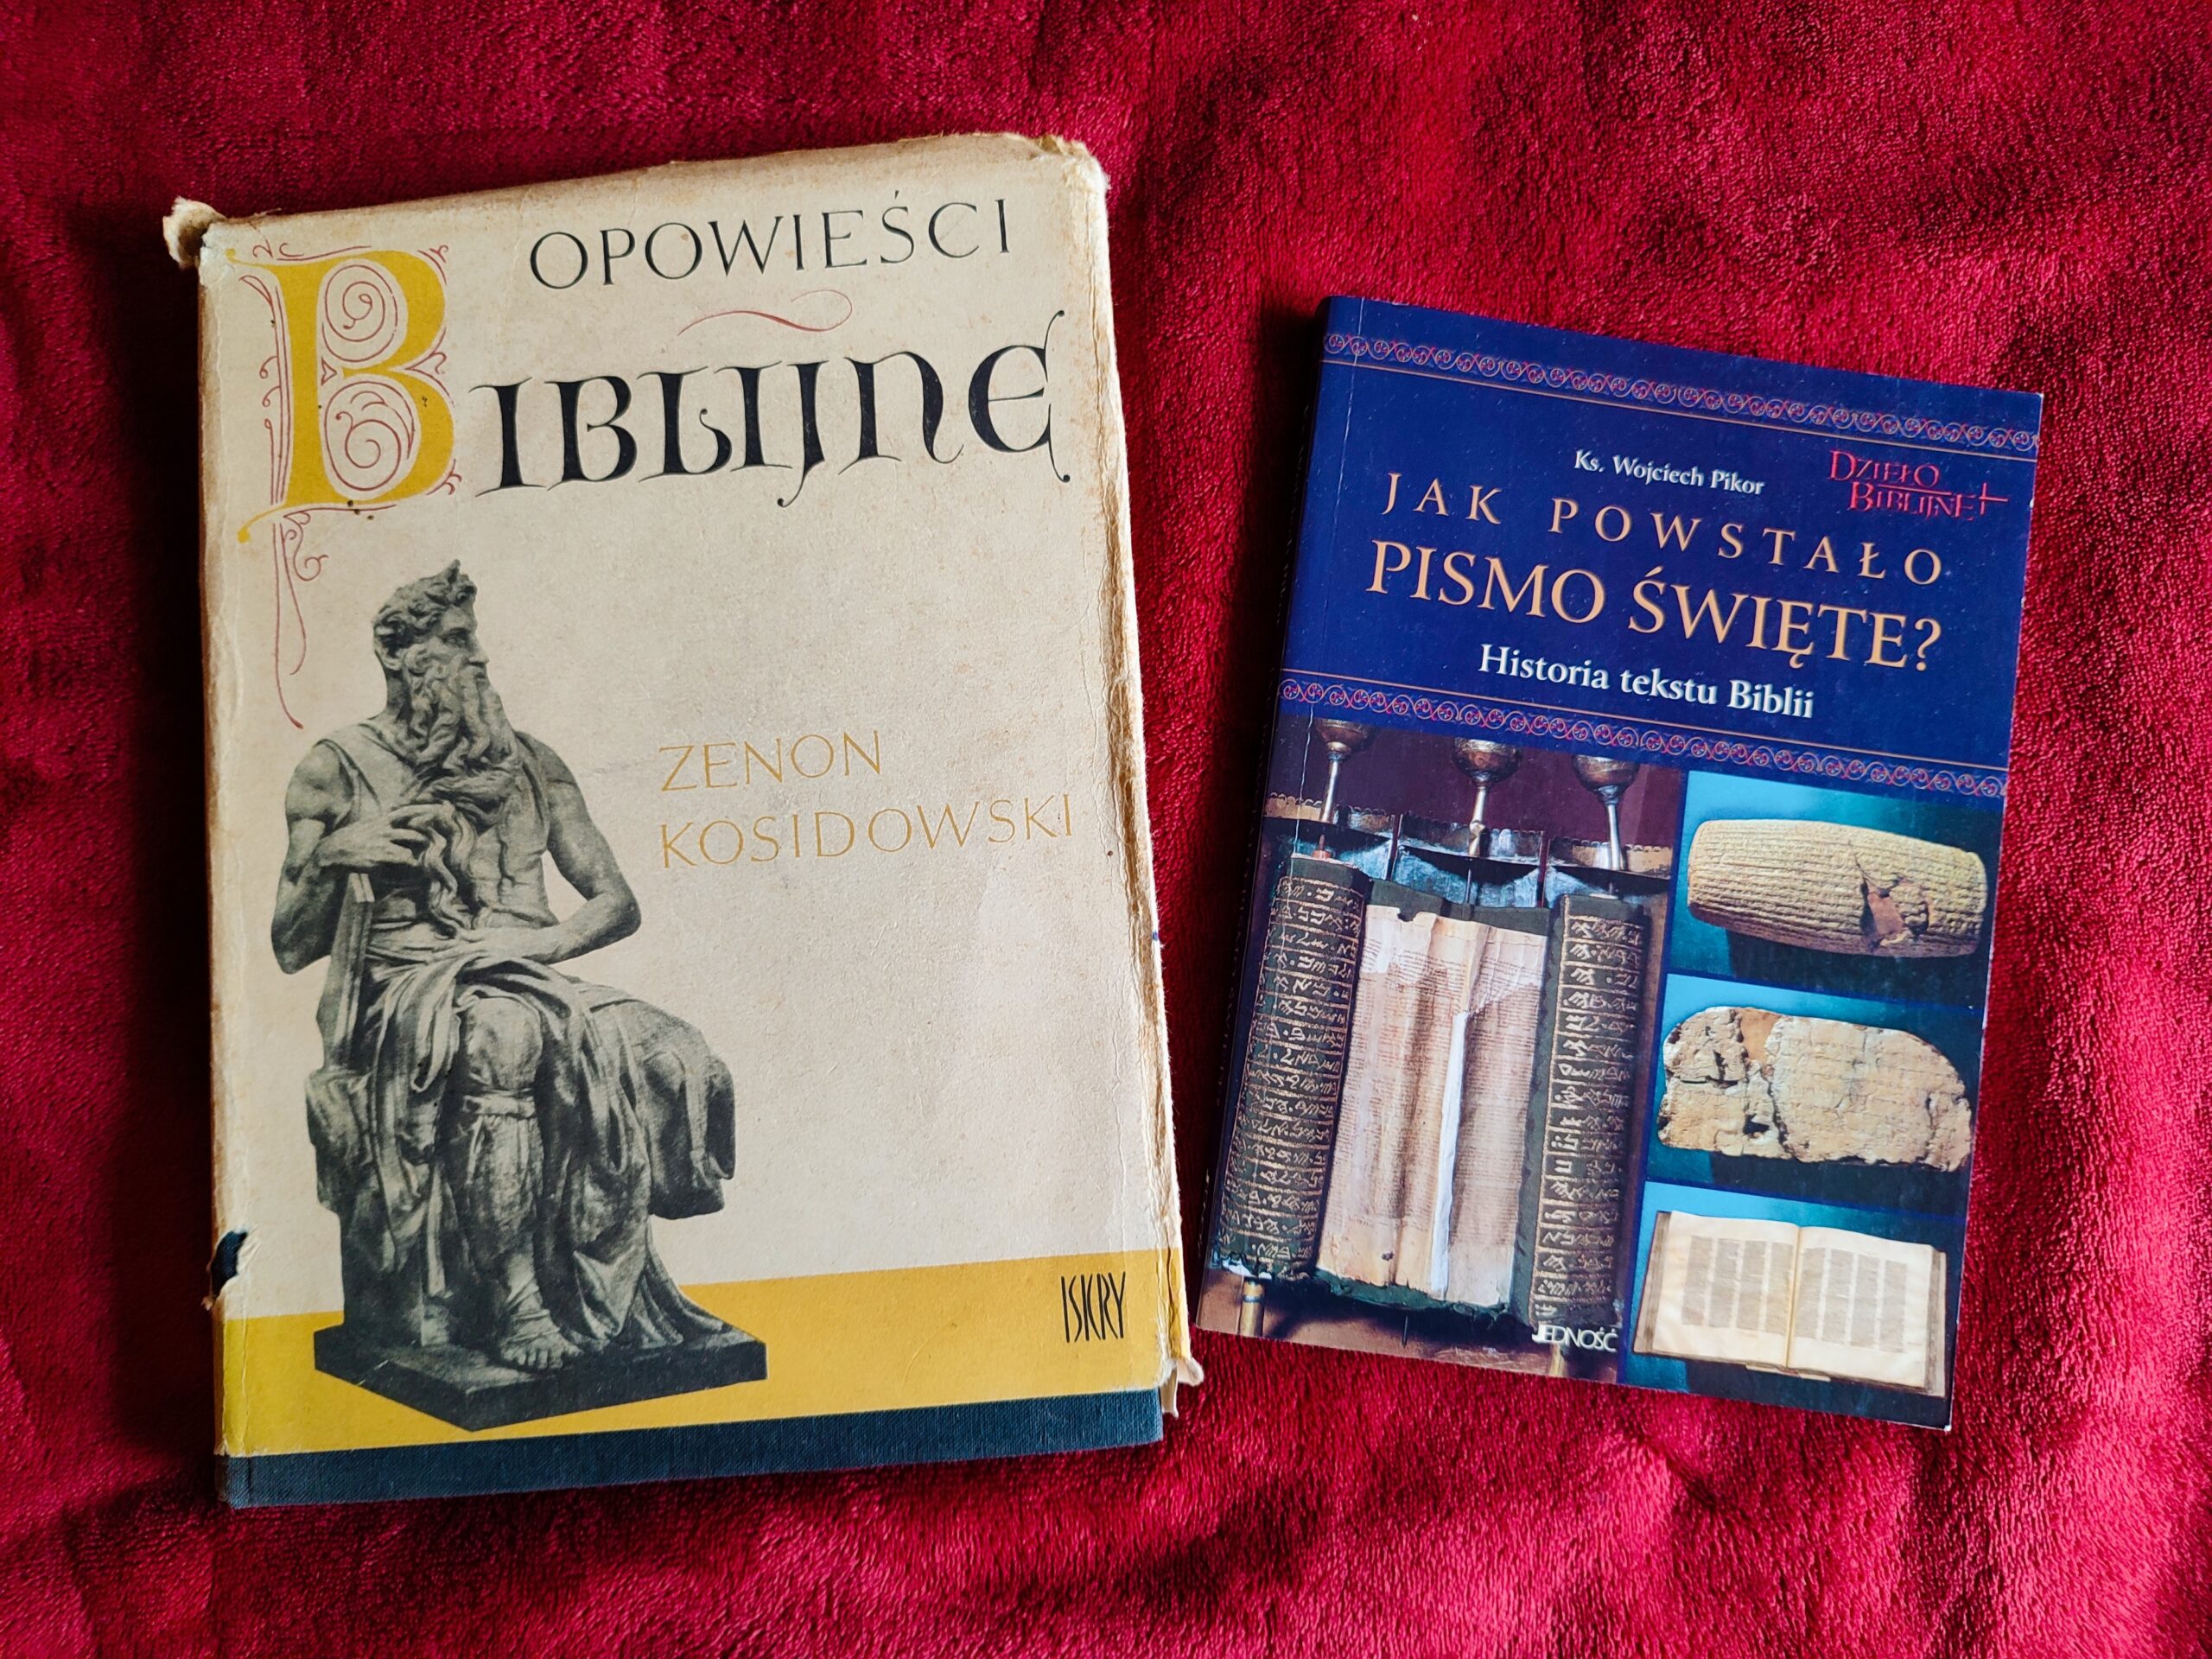 OPOWIEŚCI
BIBLIJNE
ZENON
KOSIDOWSKI
ISKRY
Ks. Wojciech Pikor
DZIEŁO
BIBLIJNE
JAK POWSTAŁO
PISMO ŚWIĘTE?
Historia tekstu Biblii
JEDNOŚĆ